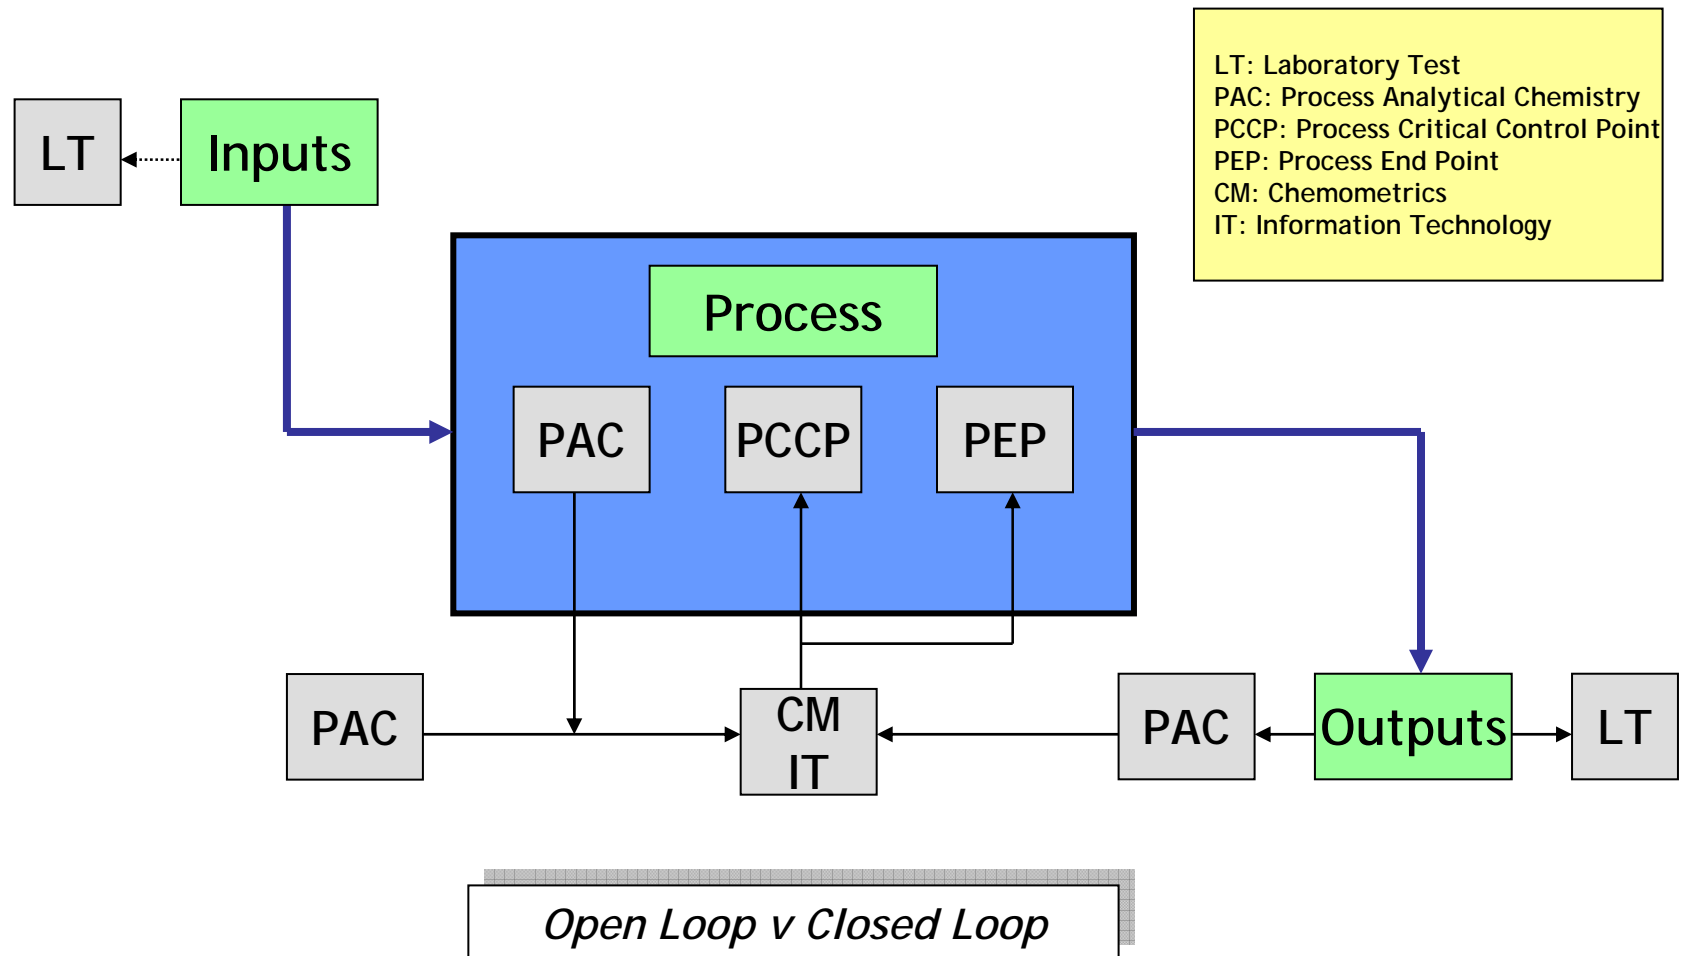 LT: Laboratory Test
PAC: Process Analytical Chemistry
PCCP: Process Critical Control Point
PEP: Process End Point
CM: Chemometrics
IT: Information Technology
LT
Inputs
Process
PAC
PCCP
PEP
PAC
CM
IT
PAC
Outputs
LT
Open Loop v Closed Loop